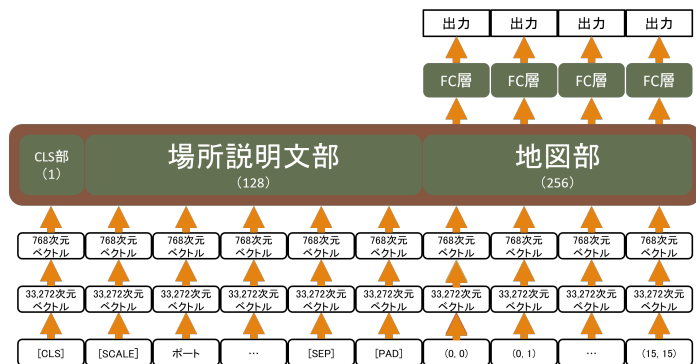 出力 出力 出力 出力
FC層 FC層 FC層 FC層
CLS部
(1)
場所説明文部
(128)
地図部
(256)
768次元
ベクトル
768次元
ベクトル
768次元
ベクトル
768次元
ベクトル
768次元
ベクトル
768次元
ベクトル
768次元
ベクトル
768次元
ベクトル
768次元
ベクトル
768次元
ベクトル
33,272次元
ベクトル
33,272次元
ベクトル
33,272次元
ベクトル
33,272次元
ベクトル
33,272次元
ベクトル
33,272次元
ベクトル
33,272次元
ベクトル
33,272次元
ベクトル
33,272次元
ベクトル
33,272次元
ベクトル
[CLS] [SCALE] ポート … [SEP] [PAD] (0, 0) (0, 1) … (15, 15)